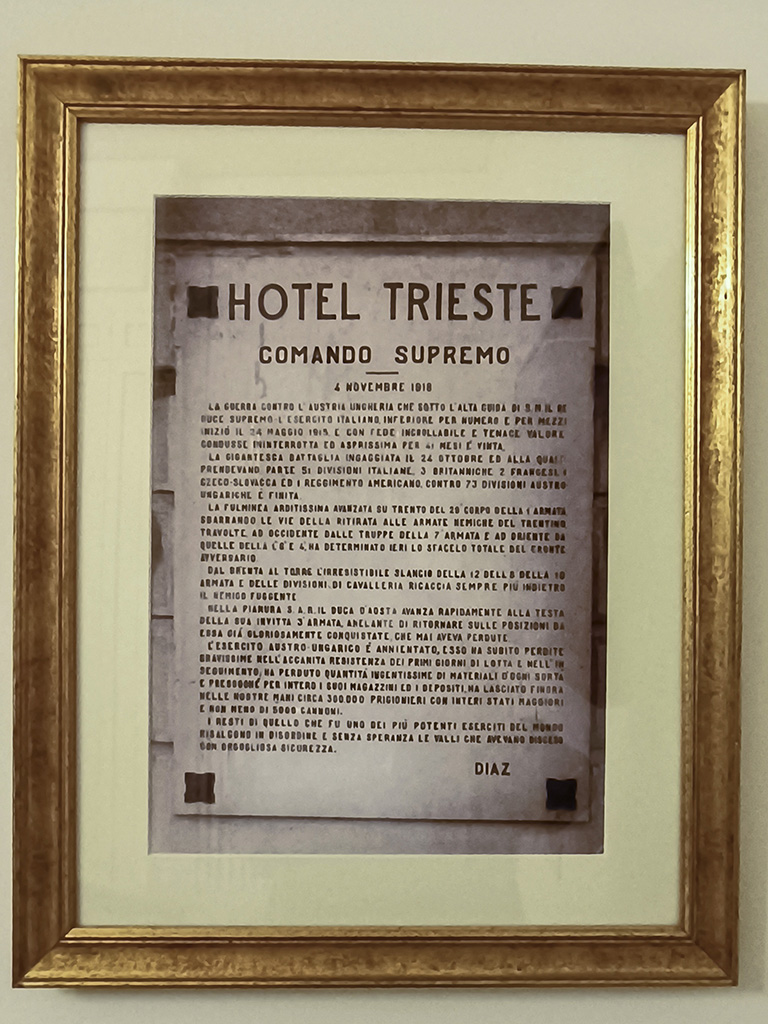 HOTEL TRIESTE
COMANDO SUPREMO
4 NOVEMBRE 1918
LA GUERRA CONTRO L'AUSTRIA UNGHERIA CHE SOTTO L'ALTA GUIDA DI S.M. IL RE
DUCE SUPREMO L'ESERCITO ITALIANO, INFERIORE PER NUMERO E PER MEZZI
INIZIÒ IL 24 MAGGIO 1915, E CON FEDE INCROLLABILE E TENACE VALORE
CONDUSSE ININTERROTTA ED ASPRISSIMA PER 41 MESI È VINTA.
LA GIGANTESCA BATTAGLIA INGAGGIATA IL 24 OTTOBRE ED ALLA QUALE
PRENDEVANO PARTE 51 DIVISIONI ITALIANE, 3 BRITANNICHE 2 FRANCESI, 1
CZECO-SLOVACCA ED 1 REGGIMENTO AMERICANO, CONTRO 73 DIVISIONI AUSTRO
UNGARICHE È FINITA.
LA FULMINEA ARDITISSIMA AVANZATA SU TRENTO DEL 29° CORPO DELLA 1ª ARMATA
SBARRANDO LE VIE DELLA RITIRATA ALLE ARMATE NEMICHE DEL TRENTINO
TRAVOLTE, AD OCCIDENTE DALLE TRUPPE DELLA 7ª ARMATA E AD ORIENTE DA
QUELLE DELLA 1ª 6ª E 4ª, HA DETERMINATO IERI LO SFACELO TOTALE DEL FRONTE
AVVERSARIO.
DAL BRENTA AL TORRE L'IRRESISTIBILE SLANCIO DELLA 12 DELL 8 DELLA 10
ARMATA E DELLE DIVISIONI, DI CAVALLERIA RICACCIA SEMPRE PIÙ INDIETRO
IL NEMICO FUGGENTE
NELLA PIANURA S.A.R. IL DUCA D'AOSTA AVANZA RAPIDAMENTE ALLA TESTA
DELLA SUA INVITTA 3ª ARMATA, ANELANTE DI RITORNARE SULLE POSIZIONI DA
ESSA GIÀ GLORIOSAMENTE CONQUISTATE, CHE MAI AVEVA PERDUTE.
L'ESERCITO AUSTRO-UNGARICO È ANNIENTATO, ESSO HA SUBITO PERDITE
GRAVISSIME NELL'ACCANITA RESISTENZA DEI PRIMI GIORNI DI LOTTA E NELL'IN
SEGUIMENTO, HA PERDUTO QUANTITÀ INGENTISSIME DI MATERIALI D'OGNI SORTA
E PRESSOCHÈ PER INTERO I SUOI MAGAZZINI ED I DEPOSITI, HA LASCIATO FINORA
NELLE NOSTRE MANI CIRCA 300.000 PRIGIONIERI CON INTERI STATI MAGGIORI
E NON MENO DI 5000 CANNONI.
I RESTI DI QUELLO CHE FU UNO DEI PIÙ POTENTI ESERCITI DEL MONDO
RISALGONO IN DISORDINE E SENZA SPERANZA LE VALLI CHE AVEVANO DISCESO
CON ORGOGLIOSA SICUREZZA.
DIAZ